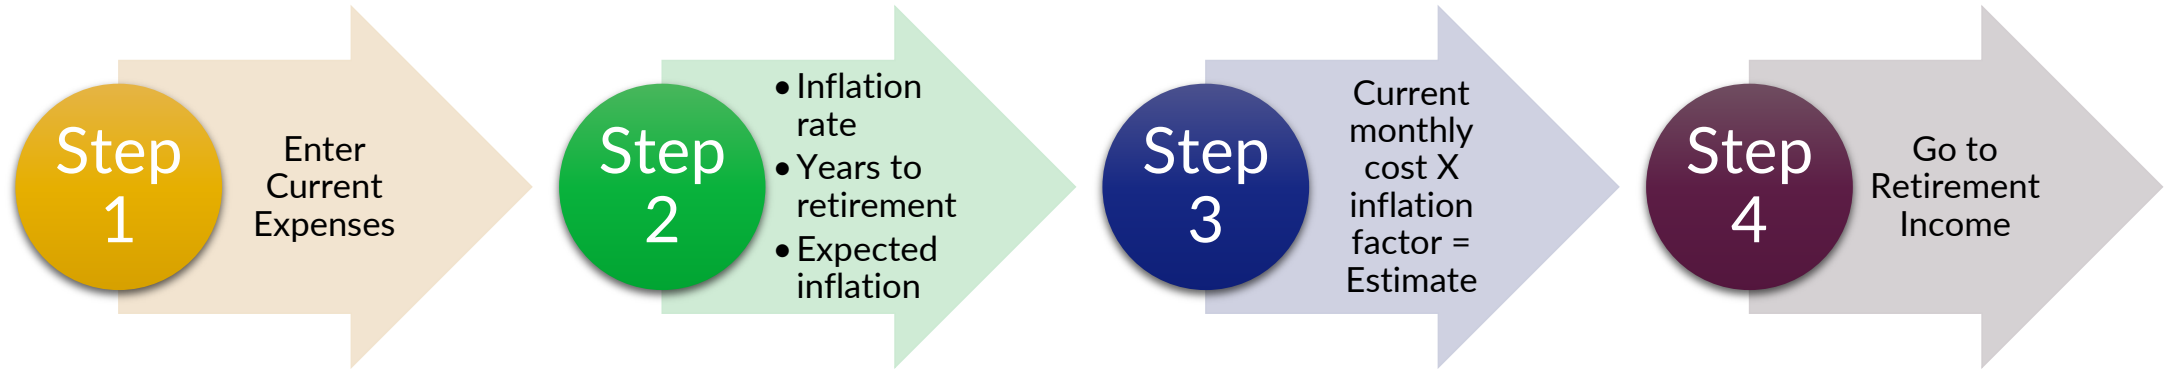 Step
1
Enter
Current
Expenses
Step
2
• Inflation
rate
• Years to
retirement
• Expected
inflation
Step
3
Current
monthly
cost X
inflation
factor =
Estimate
Step
4
Go to
Retirement
Income